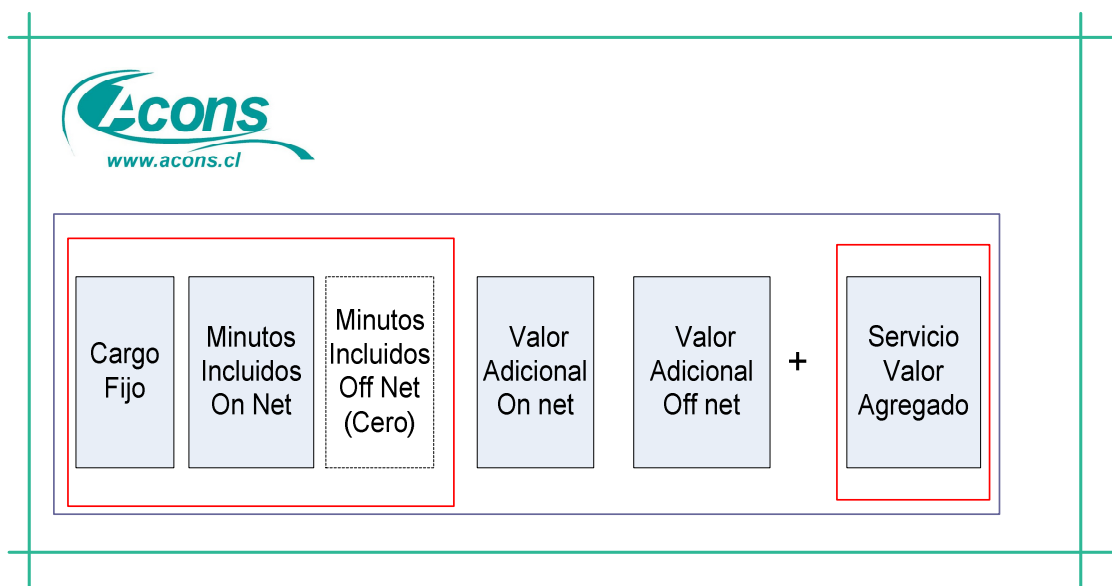 Acons
www.acons.cl
Cargo
Fijo
Minutos
Incluidos
On Net
Minutos
Incluidos
Off Net
(Cero)
Valor
Adicional
On net
Valor
Adicional
Off net
+
Servicio
Valor
Agregado